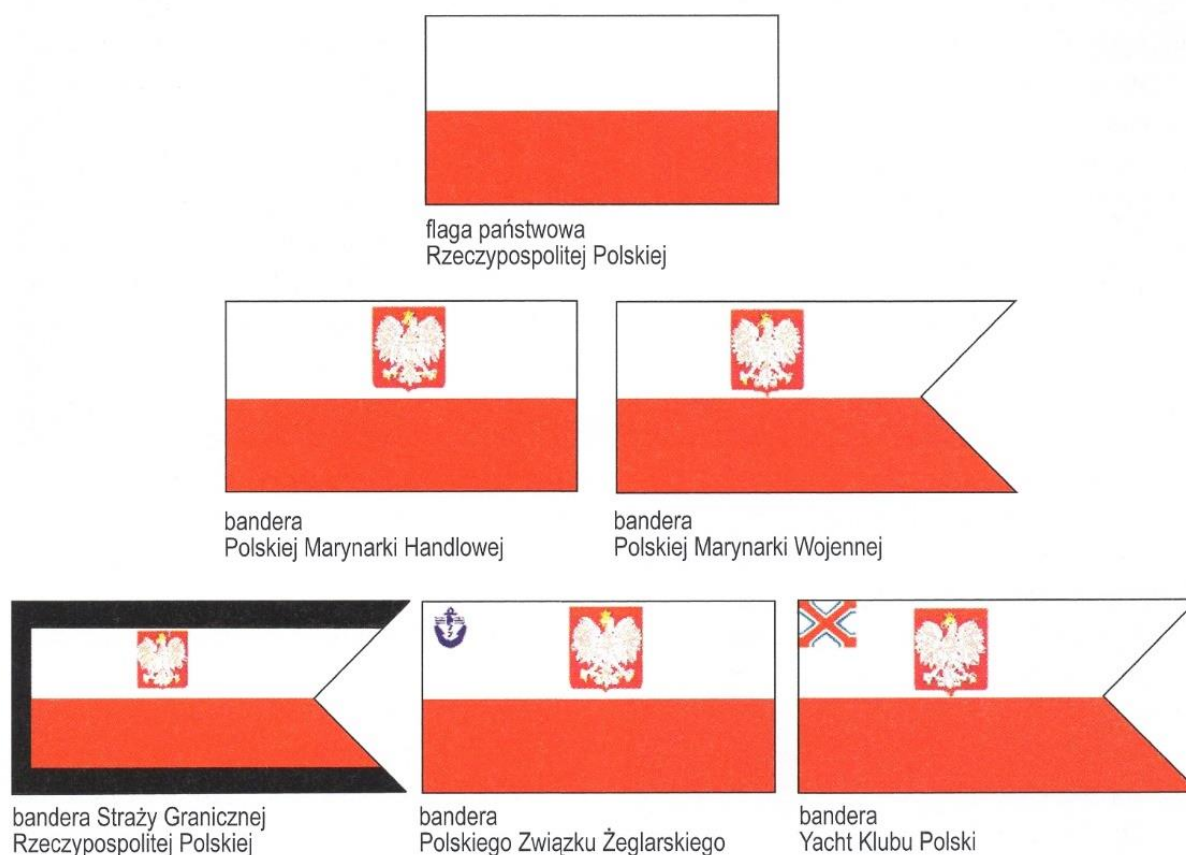 flaga państwowa
Rzeczypospolitej Polskiej
bandera
Polskiej Marynarki Handlowej
bandera
Polskiej Marynarki Wojennej
bandera Straży Granicznej
Rzeczypospolitej Polskiej
bandera
Polskiego Związku Żeglarskiego
bandera
Yacht Klubu Polski